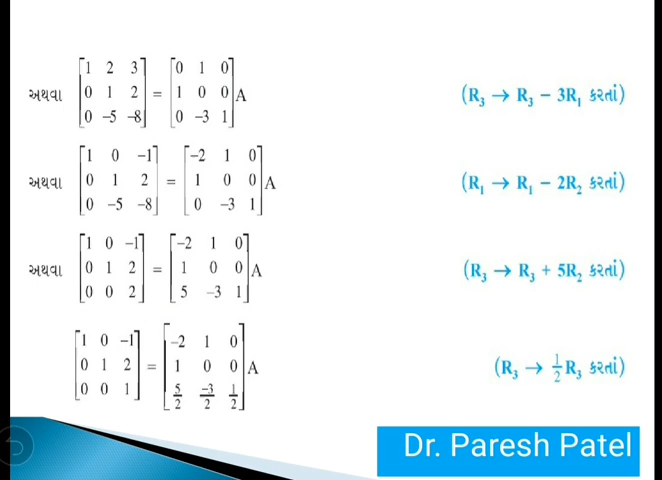 અથવા [1 2 3; 0 1 2; 0 –5 –8] = [0 1 0; 1 0 0; 0 –3 1] A (R₃ → R₃ – 3R₁ કરતાં)
અથવા [1 0 –1; 0 1 2; 0 –5 –8] = [–2 1 0; 1 0 0; 0 –3 1] A (R₁ → R₁ – 2R₂ કરતાં)
અથવા [1 0 –1; 0 1 2; 0 0 2] = [–2 1 0; 1 0 0; 5 –3 1] A (R₃ → R₃ + 5R₂ કરતાં)
[1 0 –1; 0 1 2; 0 0 1] = [–2 1 0; 1 0 0; 5/2 –3/2 1/2] A (R₃ → 1/2 R₃ કરતાં)
Dr. Paresh Patel